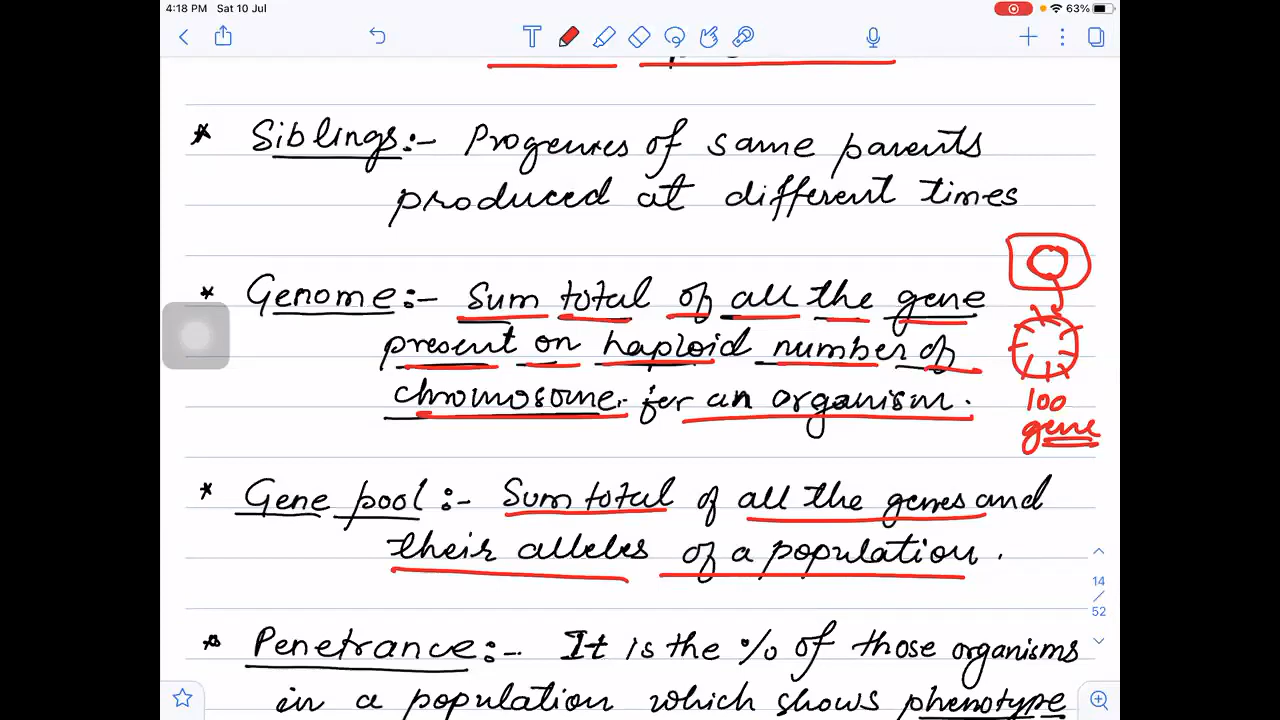 4:18 PM Sat 10 Jul 63%
* Siblings:- Progenies of same parents
produced at different times
* Genome:- Sum total of all the gene
present on haploid number of
chromosome. for an organism.
100
gene
* Gene pool:- Sum total of all the genes and
their alleles of a population.
14
/
52
* Penetrance:- It is the % of those organisms
in a population which shows phenotype